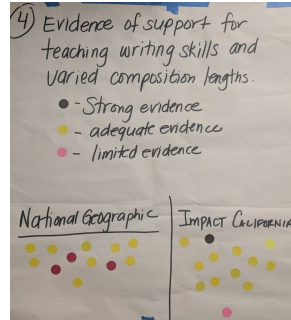 4) Evidence of support for
teaching writing skills and
varied composition lengths.
- Strong evidence
- adequate evidence
- limited evidence
National Geographic
IMPACT CALIFORNIA